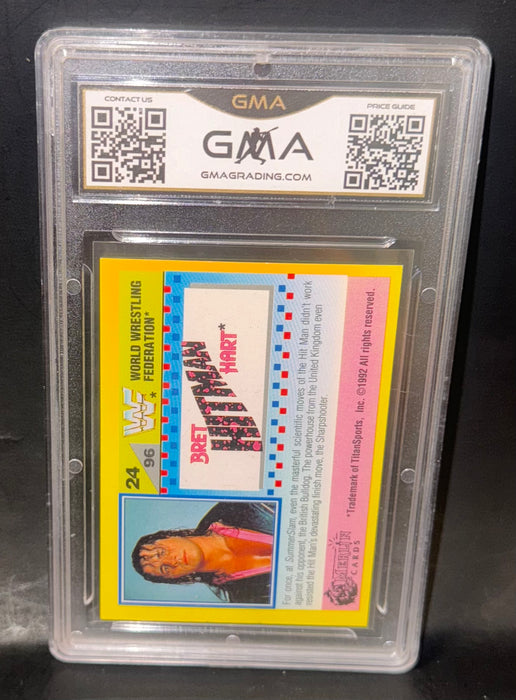 CONTACT US
GMA
PRICE GUIDE
GMA
GMAGRADING.COM
24
96
WF
WORLD WRESTLING
FEDERATION*
BRET
HITMAN
HART*
For once, at SummerSlam, even the masterful scientific moves of the Hit Man didn't work
against his opponent, the British Bulldog. The powerhouse from the United Kingdom even
resisted the Hit Man's devastating finish move, the Sharpshooter.
MERLIN
CARDS
*Trademark of TitanSports, Inc. ©1992 All rights reserved.